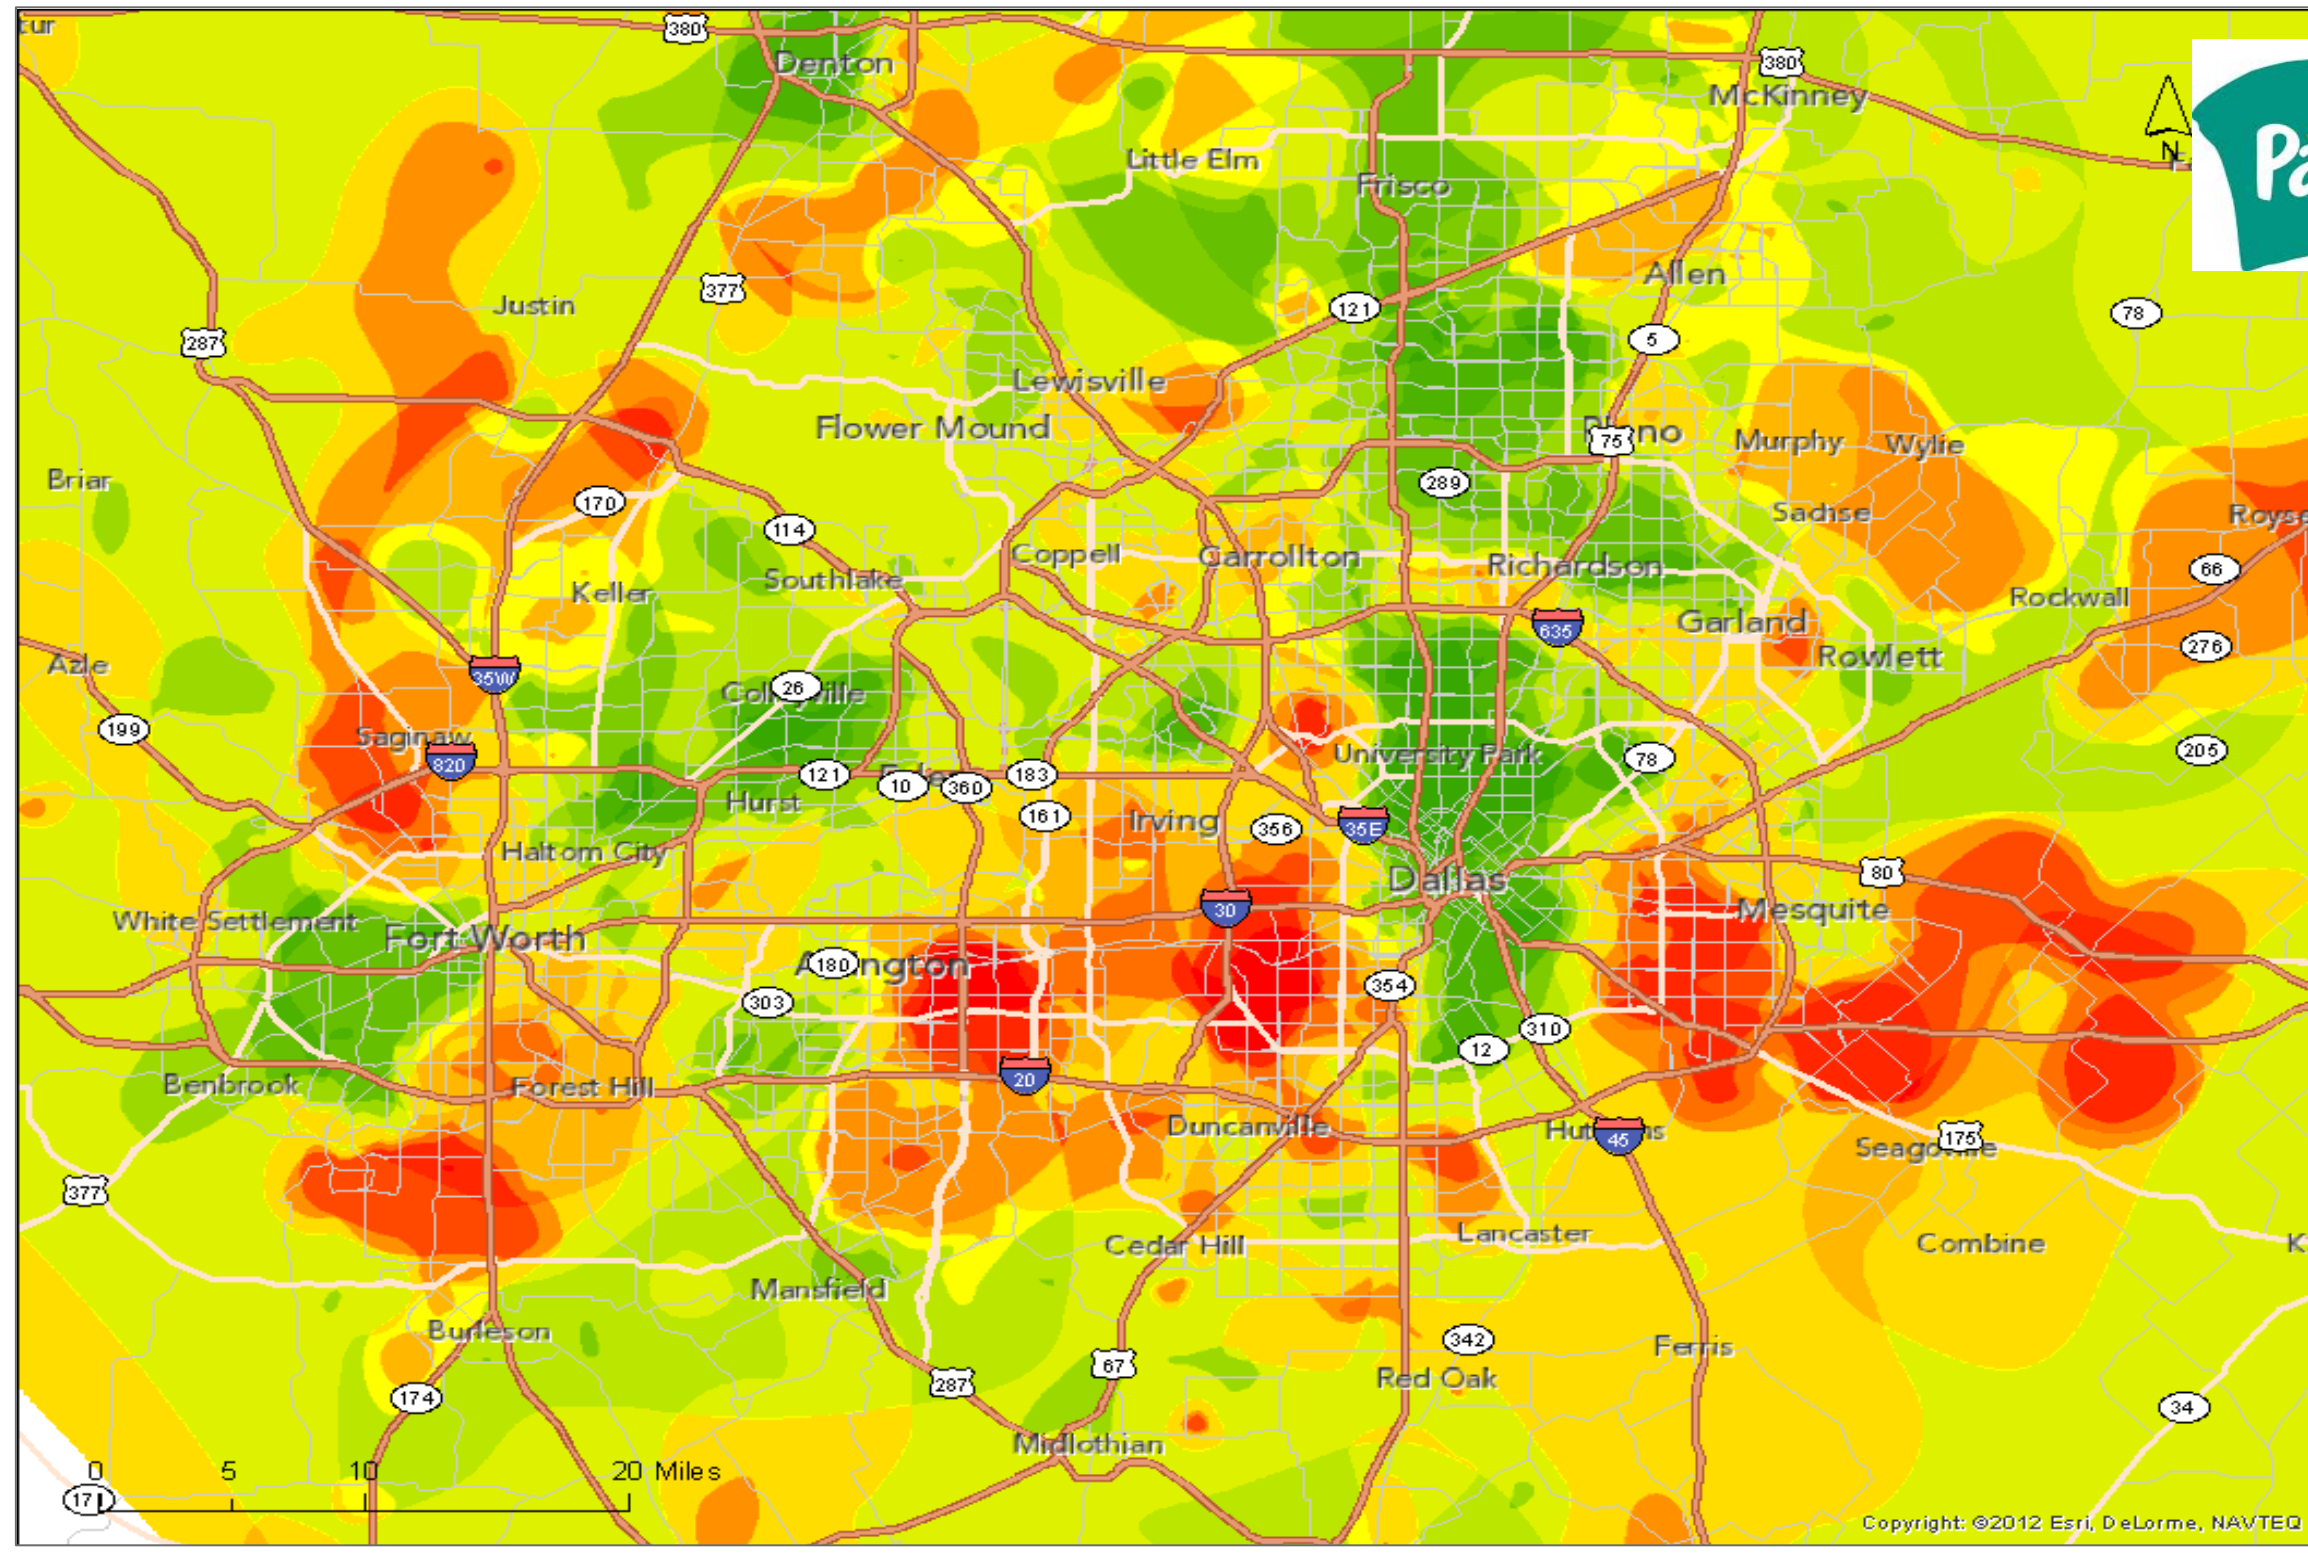 tur
380
Denton
380
McKinney
N
Pa
Little Elm
Frisco
Allen
377
Justin
121
78
287
5
Lewisville
Flower Mound
75
Murphy
Wylie
Briar
289
170
114
Sachse
Royse
Coppell
Carrollton
Richardson
66
Southlake
Keller
Rockwall
Garland
635
276
Azle
35W
Rowlett
26
199
Saginaw
820
University Park
78
205
121
10
360
183
Hurst
161
Irving
356
35E
Haltom City
Dallas
80
White Settlement
Fort Worth
30
Mesquite
180
303
354
310
12
Benbrook
Forest Hill
20
Duncanville
45
175
377
Lancaster
Cedar Hill
Combine
Mansfield
Burleson
342
Ferris
67
Red Oak
287
174
34
Midlothian
0 5 10 20 Miles
171
Copyright: ©2012 Esri, DeLorme, NAVTEQ